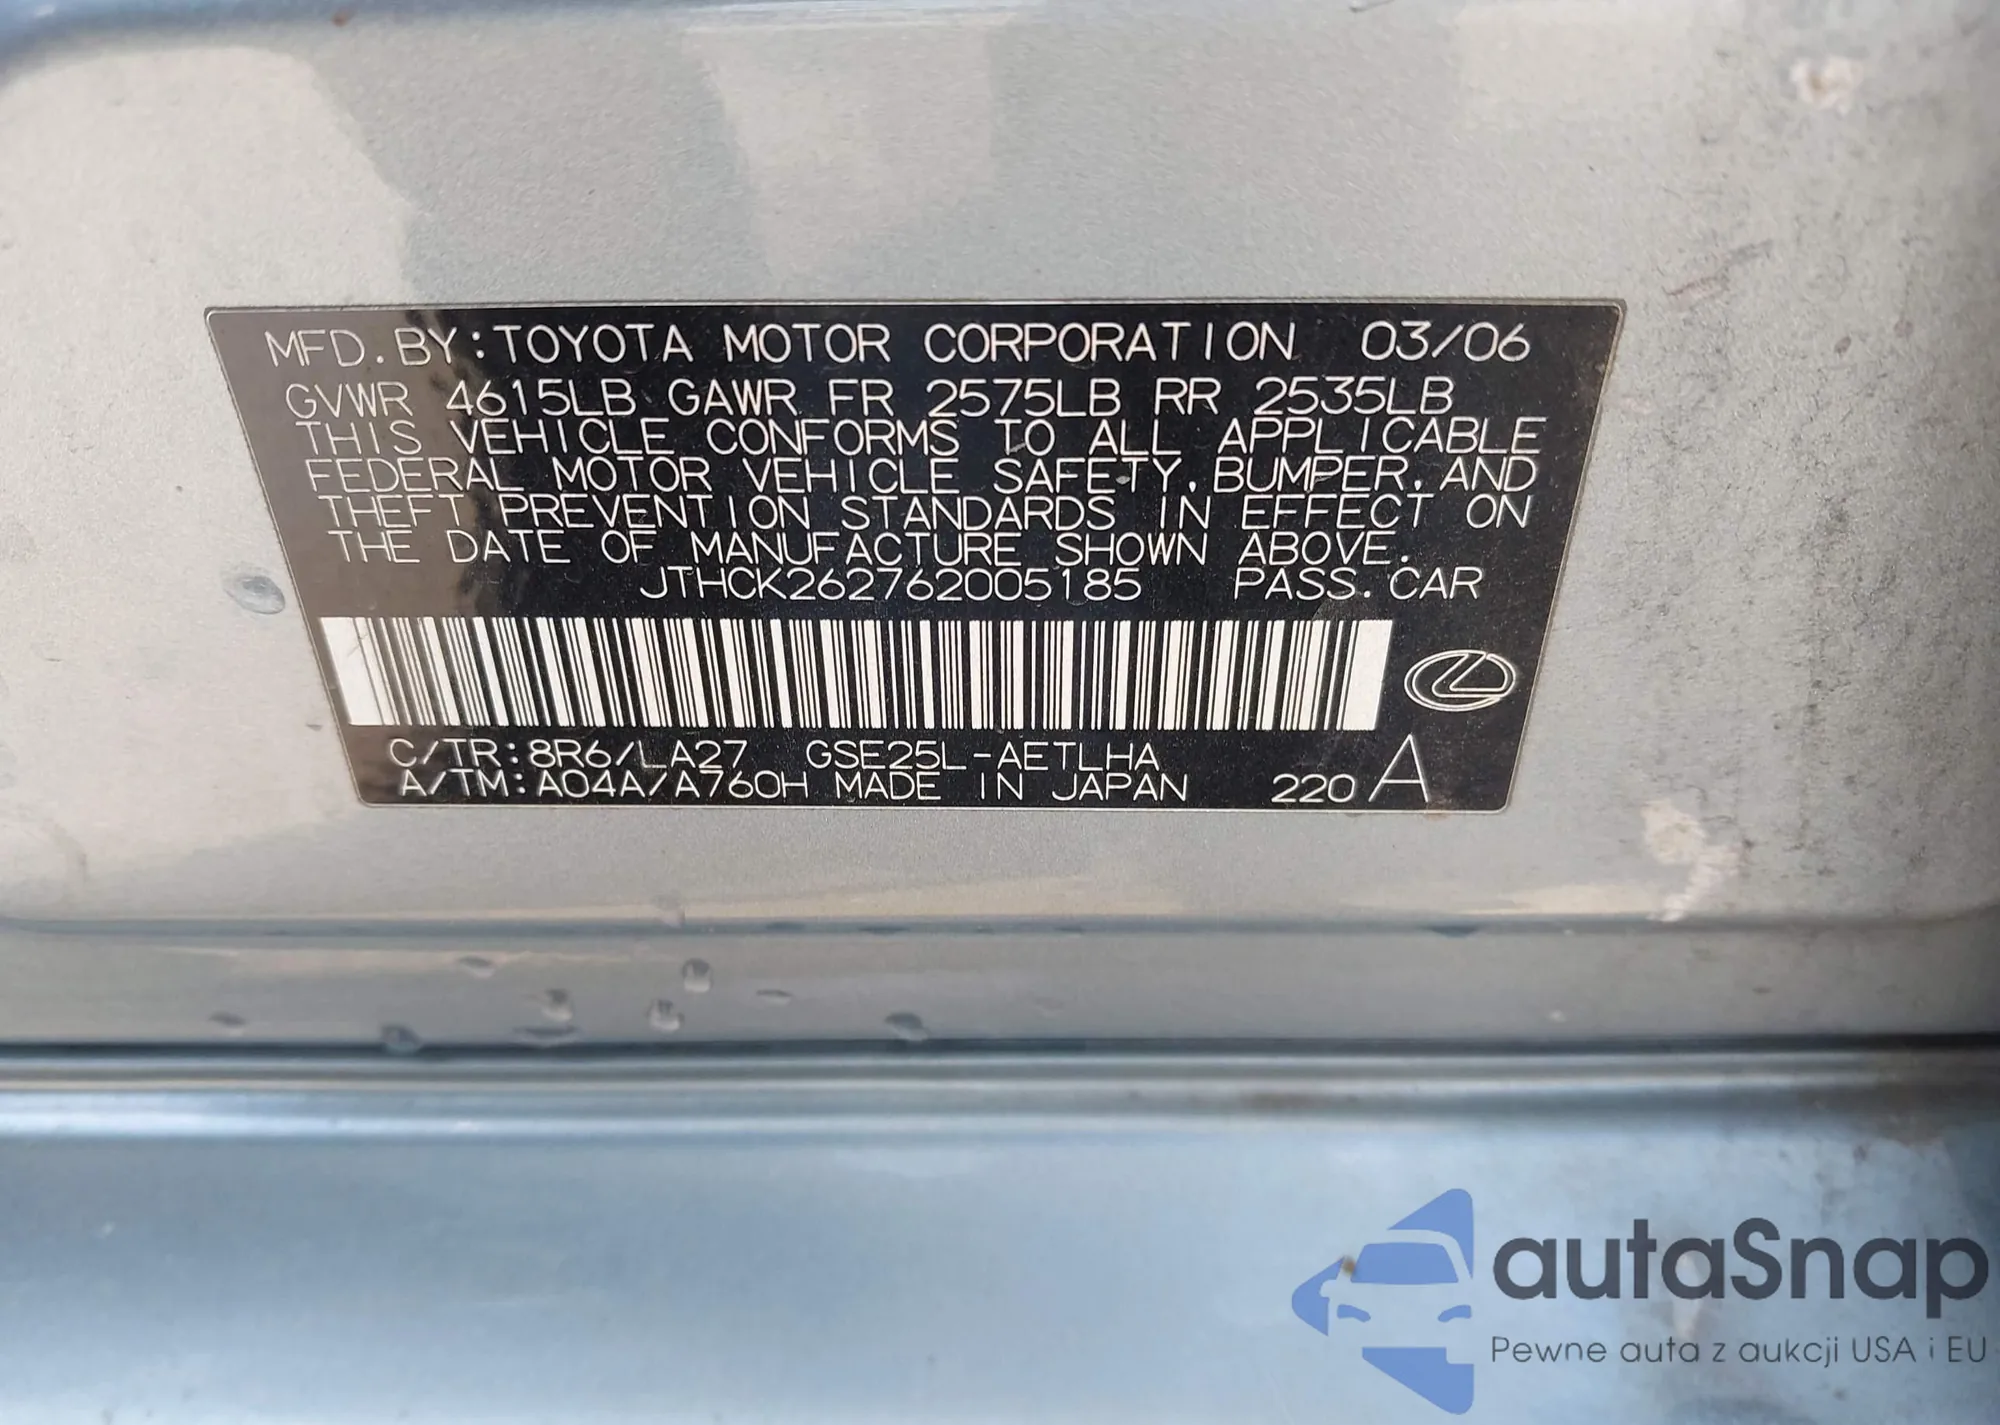 MFD. BY: TOYOTA MOTOR CORPORATION 03/06
GVWR 4615LB GAWR FR 2575LB RR 2535LB
THIS VEHICLE CONFORMS TO ALL APPLICABLE
FEDERAL MOTOR VEHICLE SAFETY, BUMPER, AND
THEFT PREVENTION STANDARDS IN EFFECT ON
THE DATE OF MANUFACTURE SHOWN ABOVE.
JTHCK262762005185 PASS. CAR
C/TR: 8R6/LA27 GSE25L-AETLHA
A/TM: A04A/A760H MADE IN JAPAN 220 A
autaSnap
Pewne auta z aukcji USA i EU